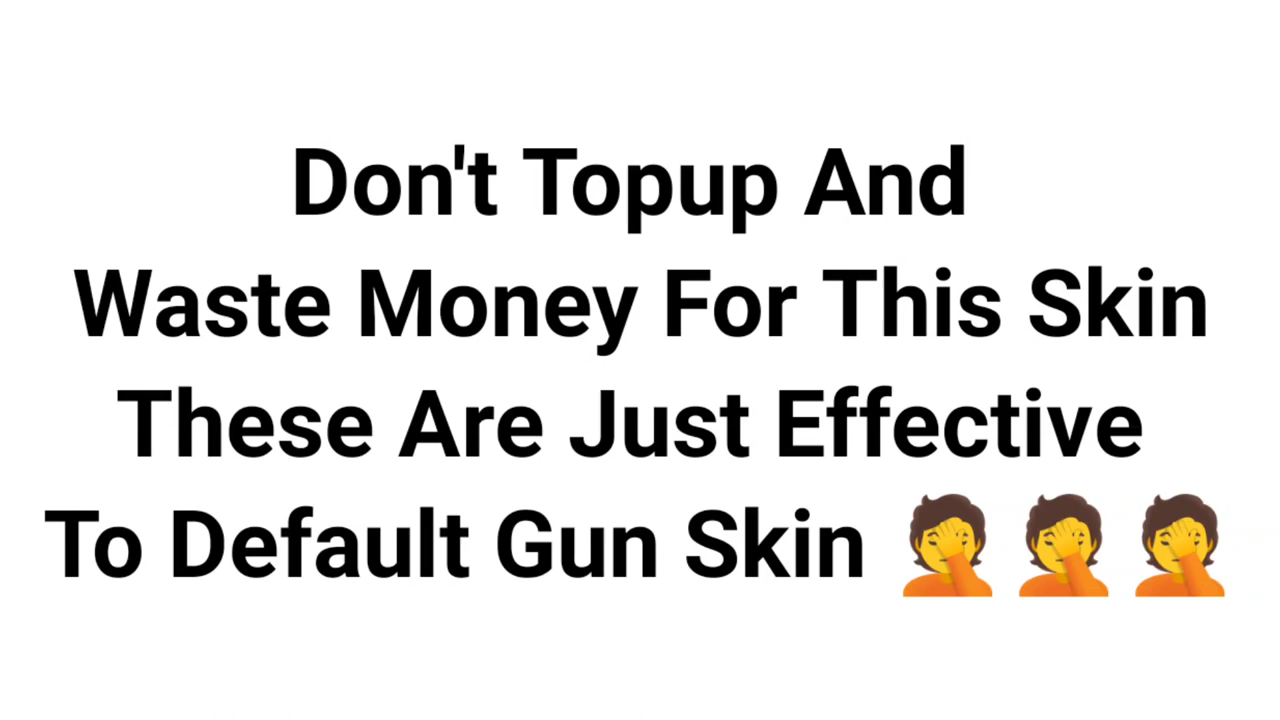 Don't Topup And
Waste Money For This Skin
These Are Just Effective
To Default Gun Skin 🤦🤦🤦